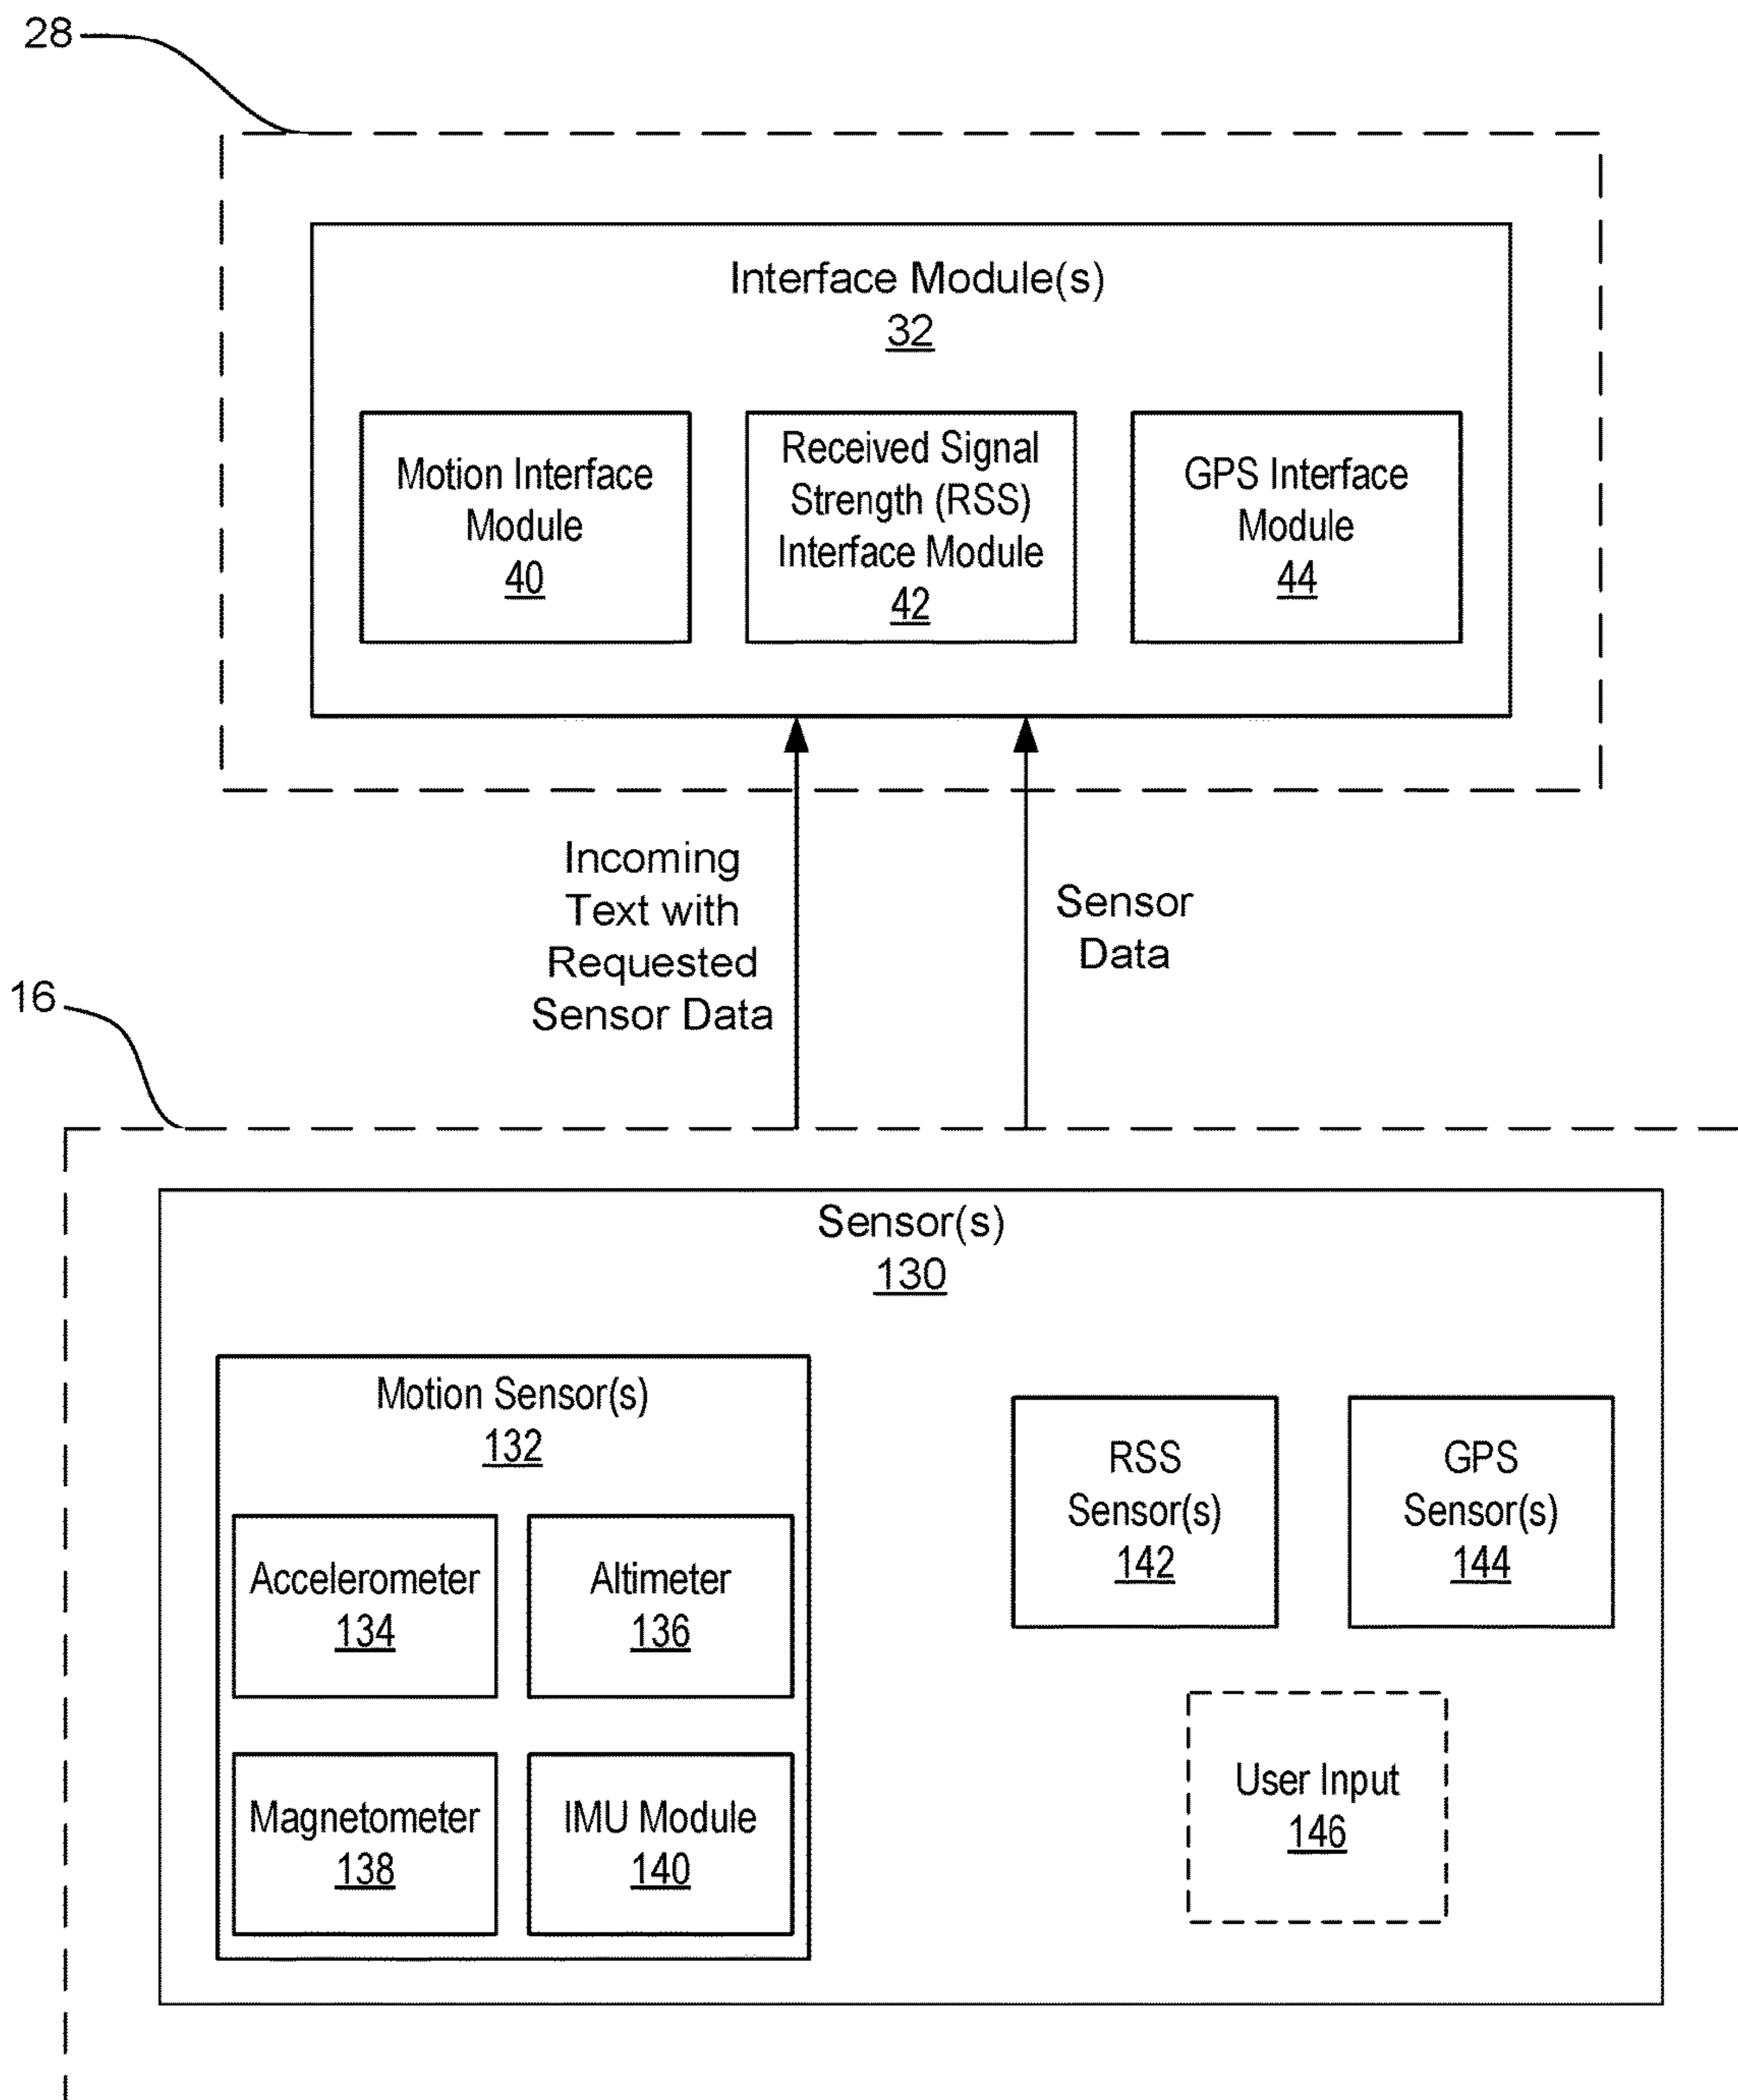 28
Interface Module(s)
32
Motion Interface
Module
40
Received Signal
Strength (RSS)
Interface Module
42
GPS Interface
Module
44
Incoming
Text with
Requested
Sensor Data
Sensor
Data
16
Sensor(s)
130
Motion Sensor(s)
132
Accelerometer
134
Altimeter
136
Magnetometer
138
IMU Module
140
RSS
Sensor(s)
142
GPS
Sensor(s)
144
User Input
146